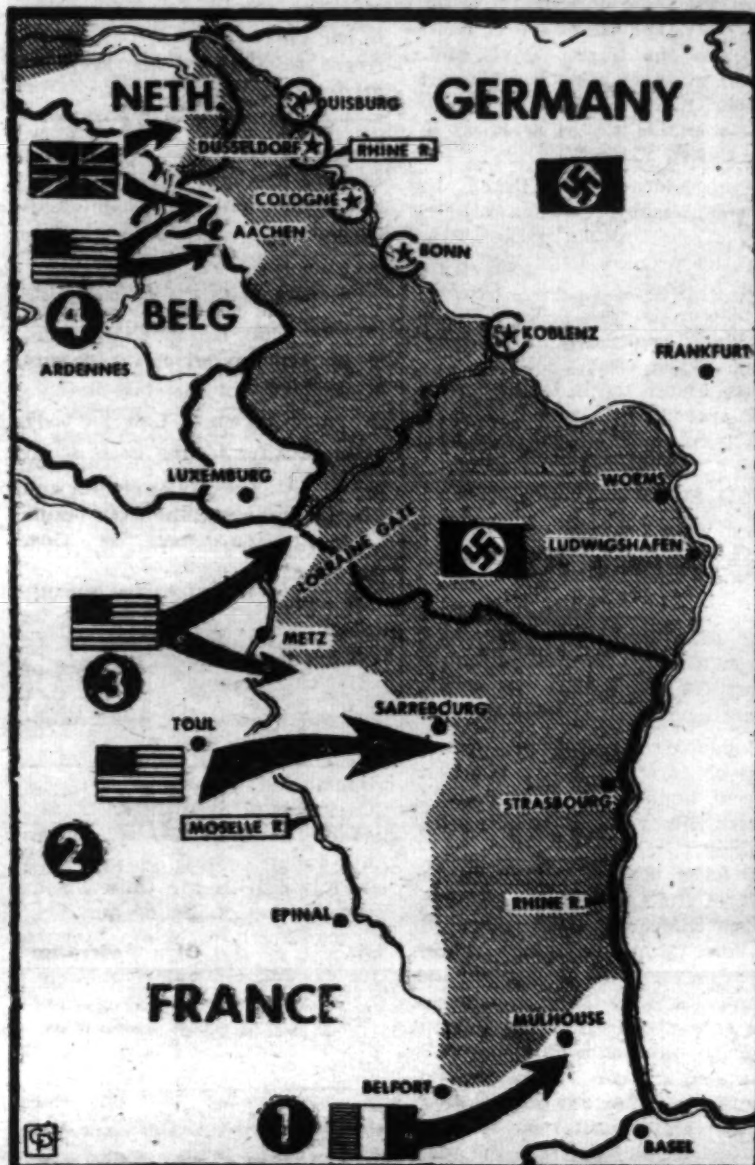 NETH.
GERMANY
DUISBURG
DUSSELDORF
RHINE R.
COLOGNE
AACHEN
BONN
4
BELG
KOBLENZ
ARDENNES
FRANKFURT
LUXEMBURG
WORMS
LORRAINE GATE
LUDWIGSHAFEN
METZ
3
SARREBOURG
TOUL
STRASBOURG
MOSELLE R
2
RHINE R.
EPINAL
FRANCE
MULHOUSE
BELFORT
1
BASEL
CP